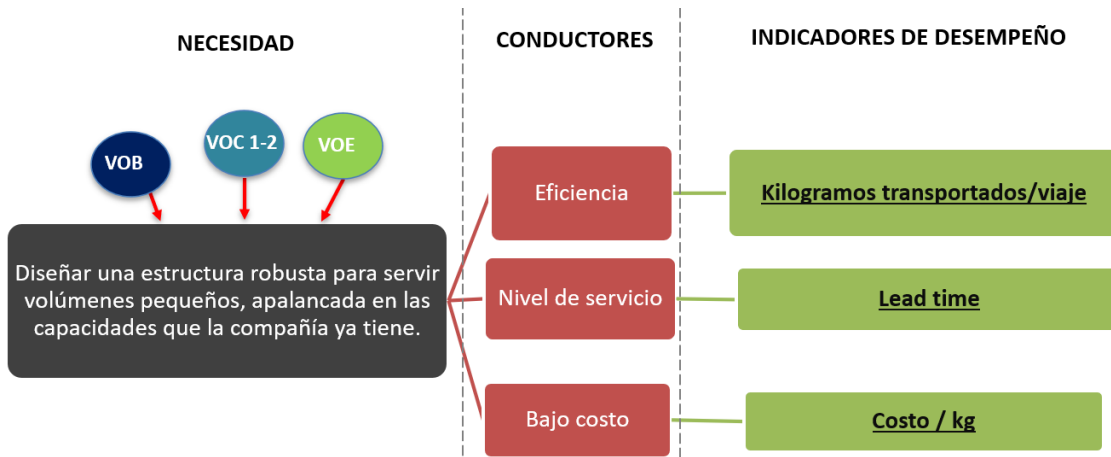 NECESIDAD
CONDUCTORES
INDICADORES DE DESEMPEÑO
VOB
VOC 1-2
VOE
Diseñar una estructura robusta para servir
volúmenes pequeños, apalancada en las
capacidades que la compañía ya tiene.
Eficiencia
Kilogramos transportados/viaje
Nivel de servicio
Lead time
Bajo costo
Costo / kg